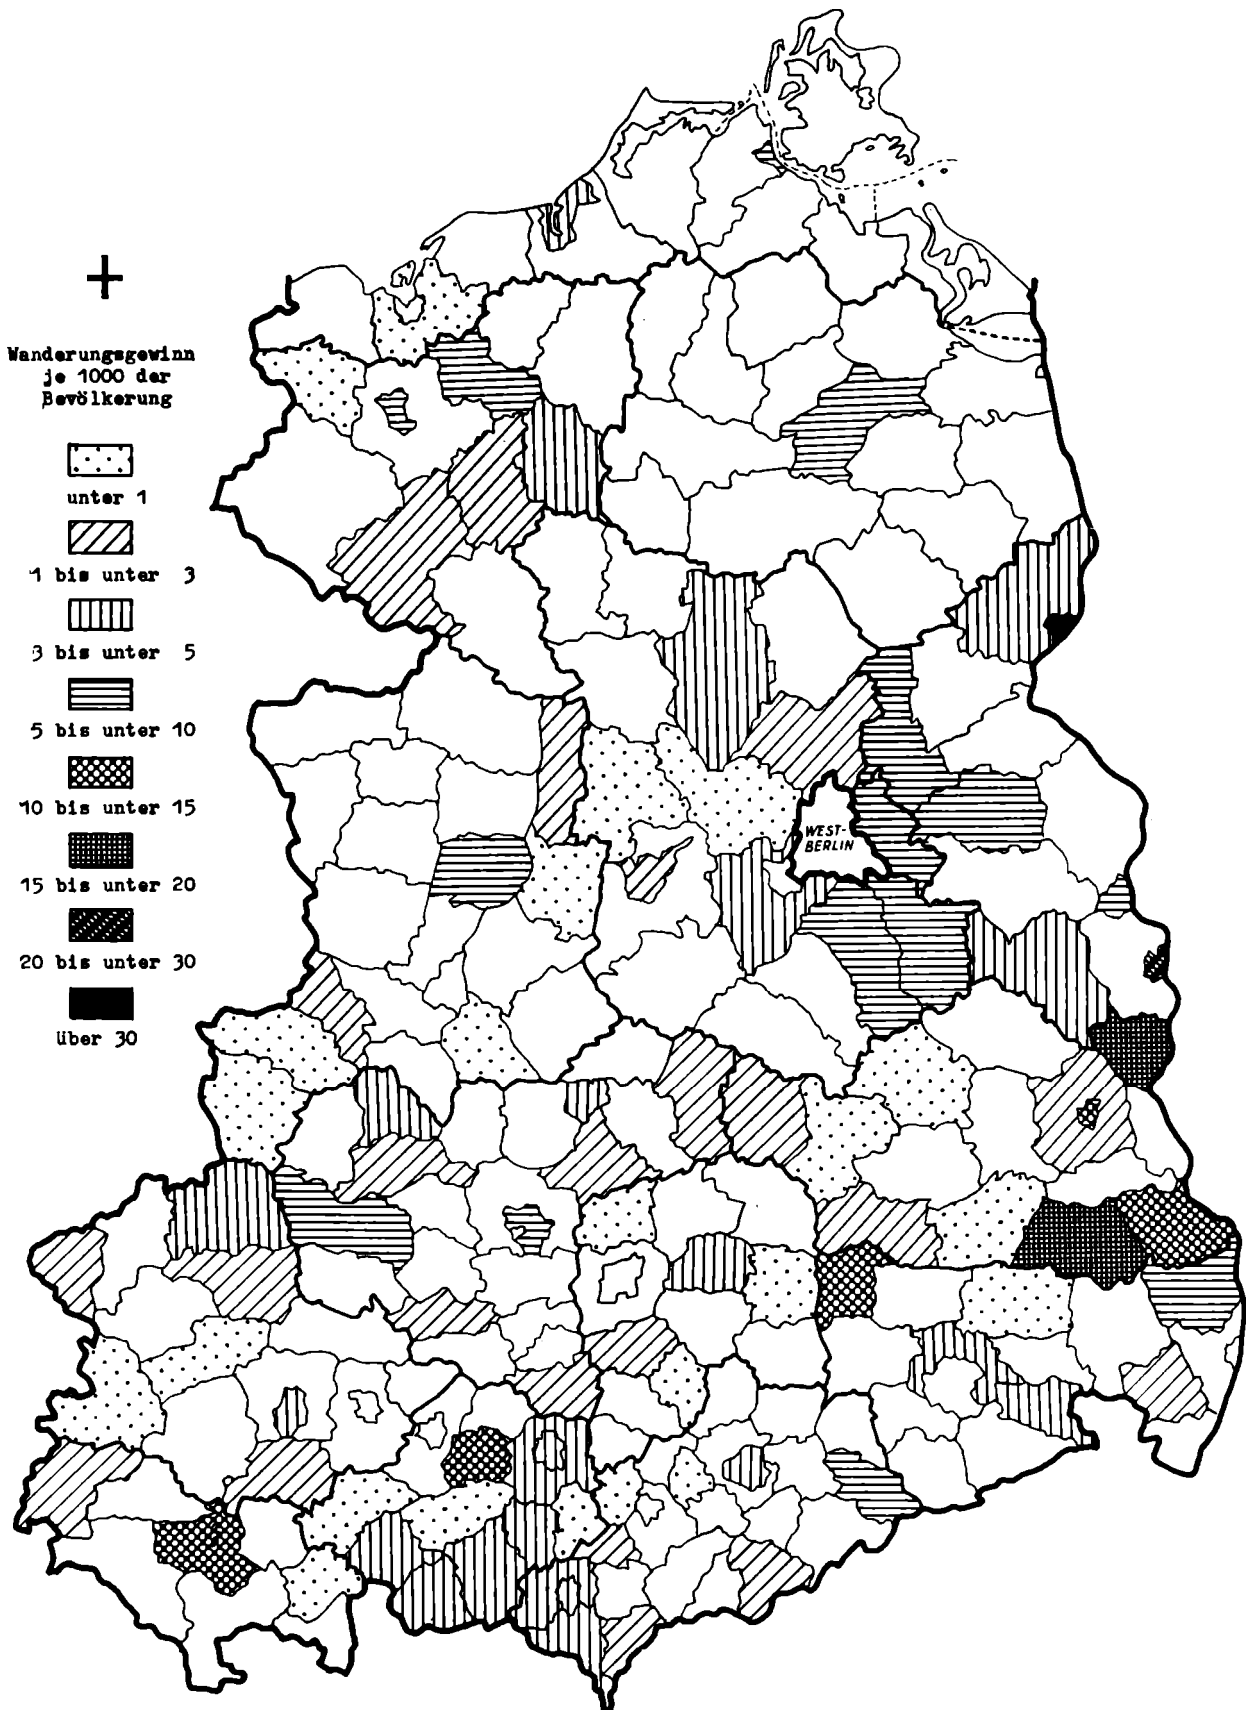 +
Wanderungsgewinn
je 1000 der
Bevölkerung
unter 1
1 bis unter 3
3 bis unter 5
5 bis unter 10
10 bis unter 15
15 bis unter 20
20 bis unter 30
über 30
WEST-
BERLIN